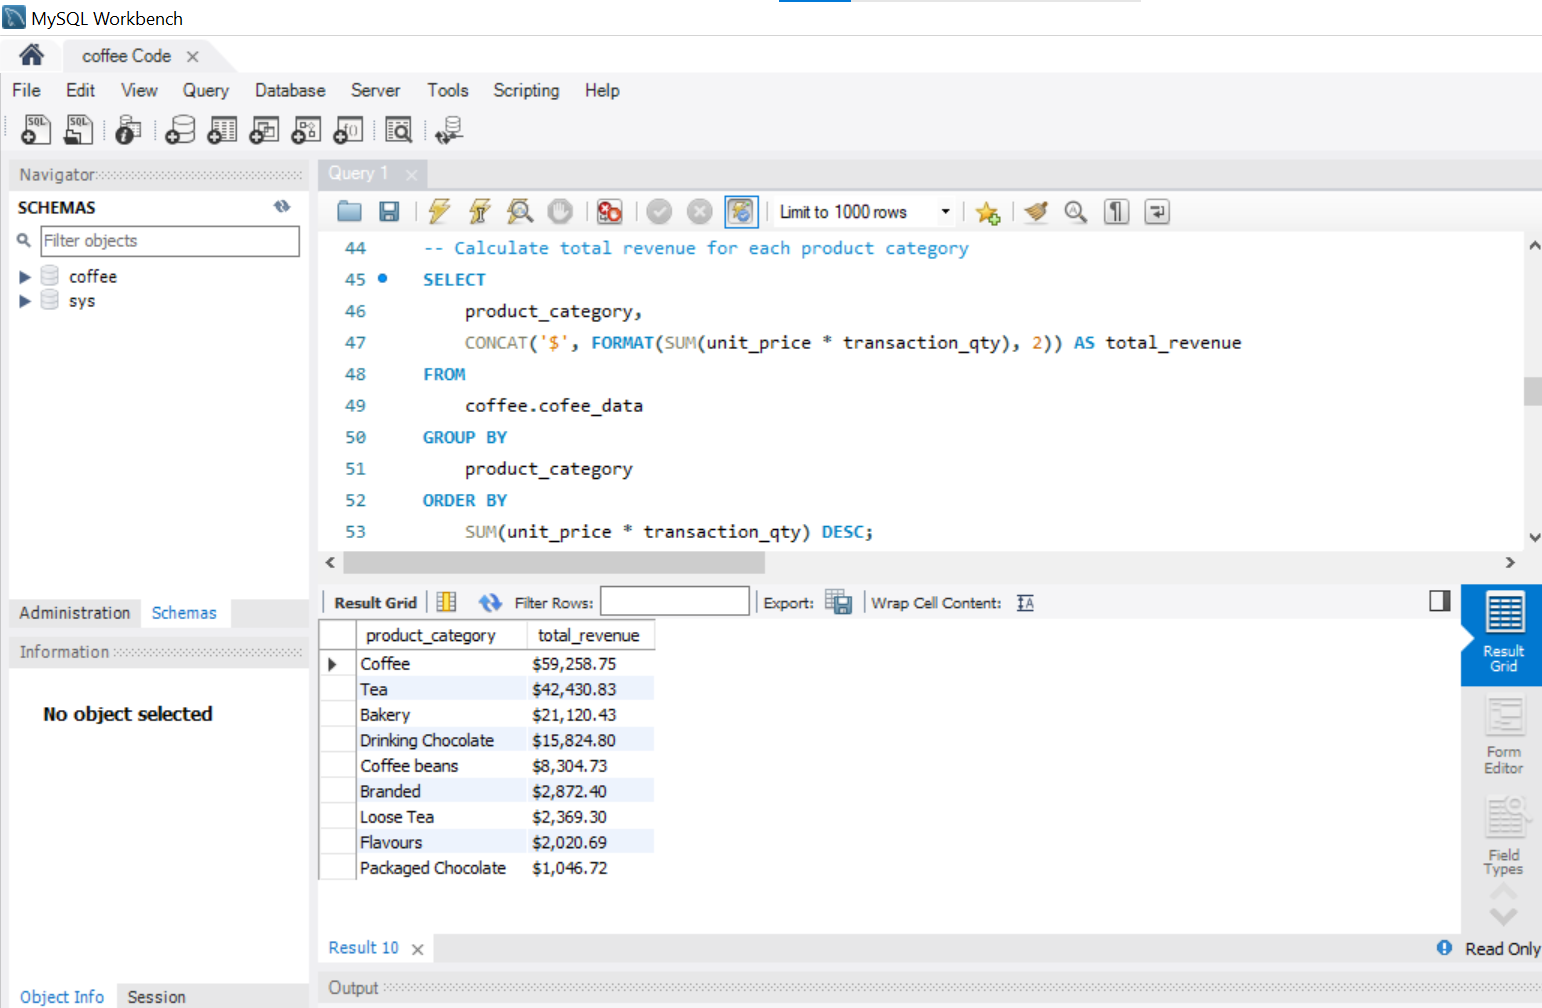 MySQL Workbench
coffee Code
File Edit View Query Database Server Tools Scripting Help
SQL SQL
Navigator
Query 1
SCHEMAS
Limit to 1000 rows
Filter objects
coffee
sys
44 -- Calculate total revenue for each product category
45 SELECT
46 product_category,
47 CONCAT('$', FORMAT(SUM(unit_price * transaction_qty), 2)) AS total_revenue
48 FROM
49 coffee.cofee_data
50 GROUP BY
51 product_category
52 ORDER BY
53 SUM(unit_price * transaction_qty) DESC;
Administration Schemas
Information
No object selected
Object Info Session
Result Grid Filter Rows: Export: Wrap Cell Content: IA
product_category total_revenue
Coffee $59,258.75
Tea $42,430.83
Bakery $21,120.43
Drinking Chocolate $15,824.80
Coffee beans $8,304.73
Branded $2,872.40
Loose Tea $2,369.30
Flavours $2,020.69
Packaged Chocolate $1,046.72
Result
Grid
Form
Editor
Field
Types
Result 10
Read Only
Output